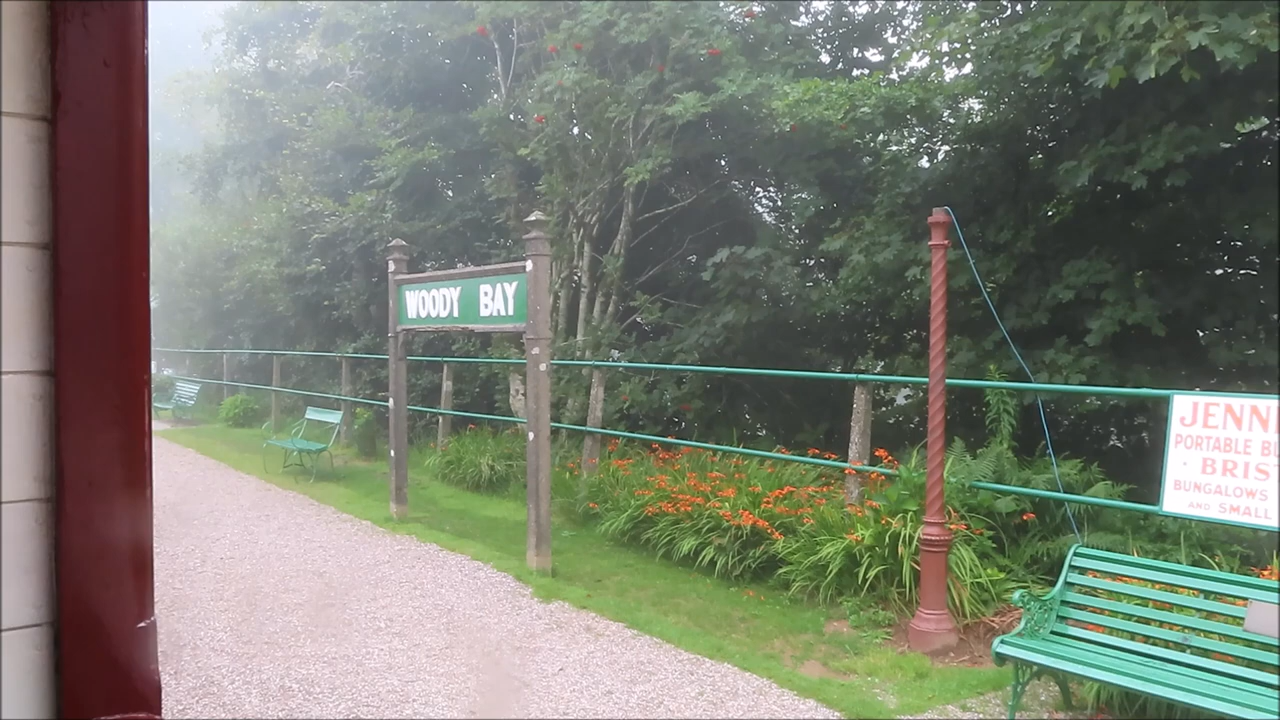 WOODY BAY
JENN
PORTABLE B
· BRIS
BUNGALOWS
AND SMALL